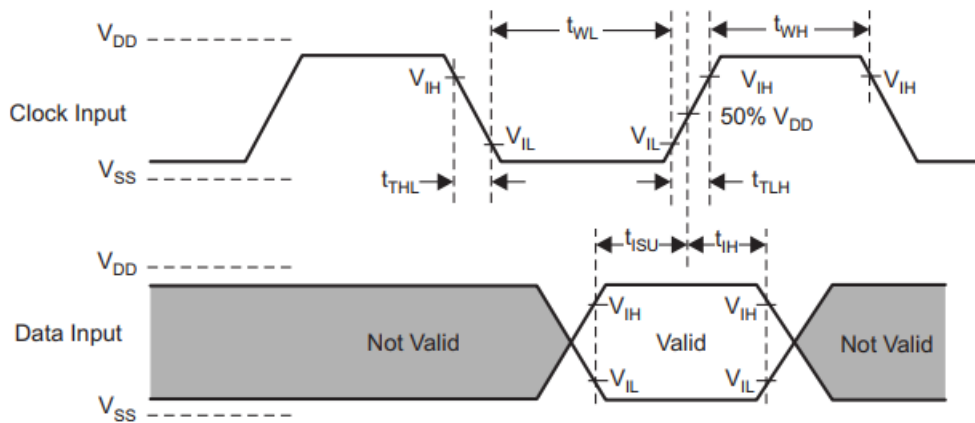 V_DD
t_WL
t_WH
Clock Input
V_IH
V_IH
V_IH
50% V_DD
V_IL
V_IL
V_SS
t_THL
t_TLH
t_ISU
t_IH
V_DD
Data Input
V_IH
V_IH
Not Valid
Valid
Not Valid
V_IL
V_IL
V_SS